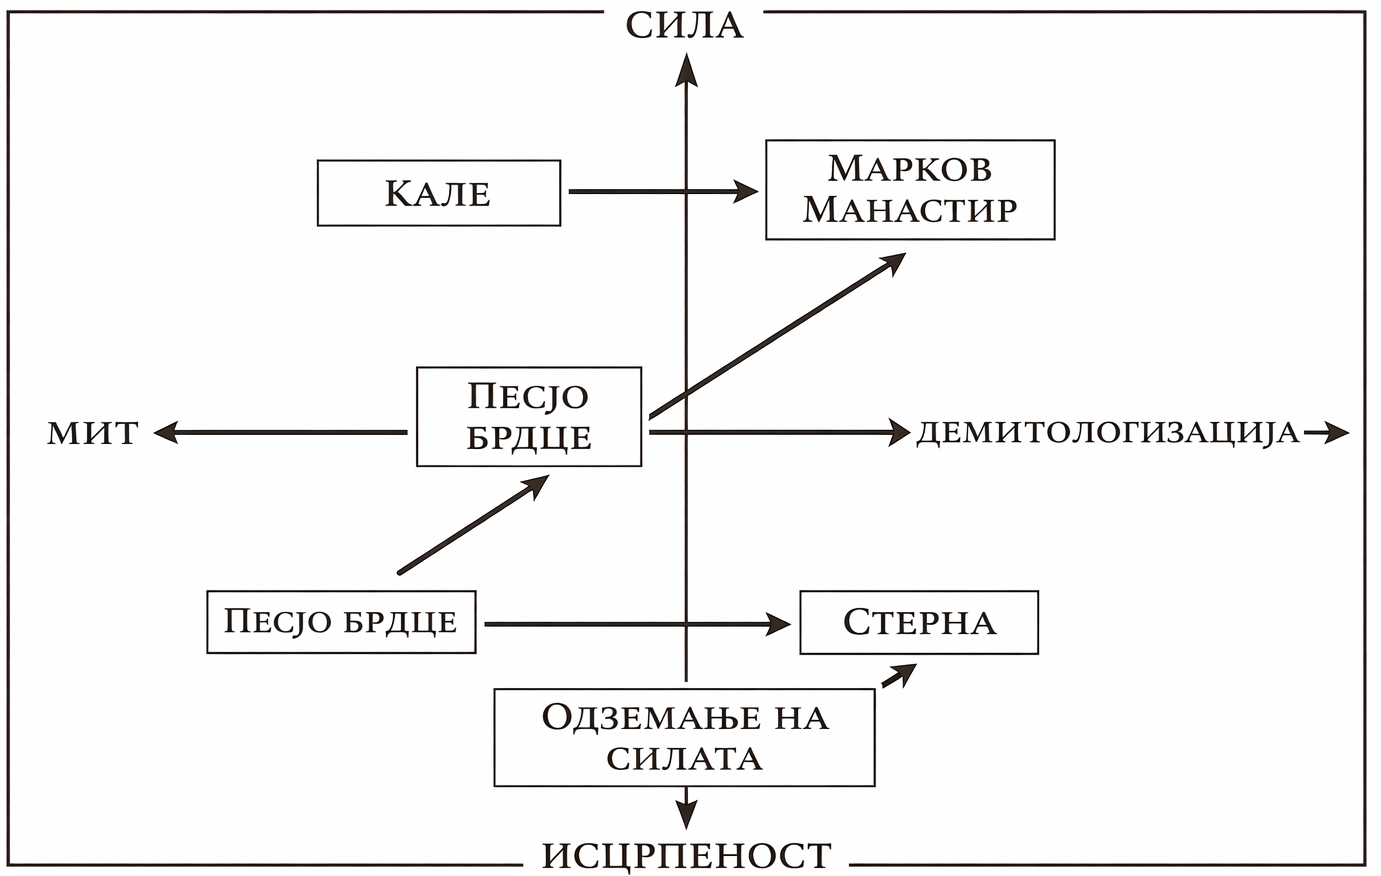 СИЛА
КАЛЕ
МАРКОВ
МАНАСТИР
ПЕСЈО
БРДЦЕ
МИТ
ДЕМИТОЛОГИЗАЦИЈА
ПЕСЈО БРДЦЕ
СТЕРНА
ОДЗЕМАЊЕ НА
СИЛАТА
ИСЦРПЕНОСТ